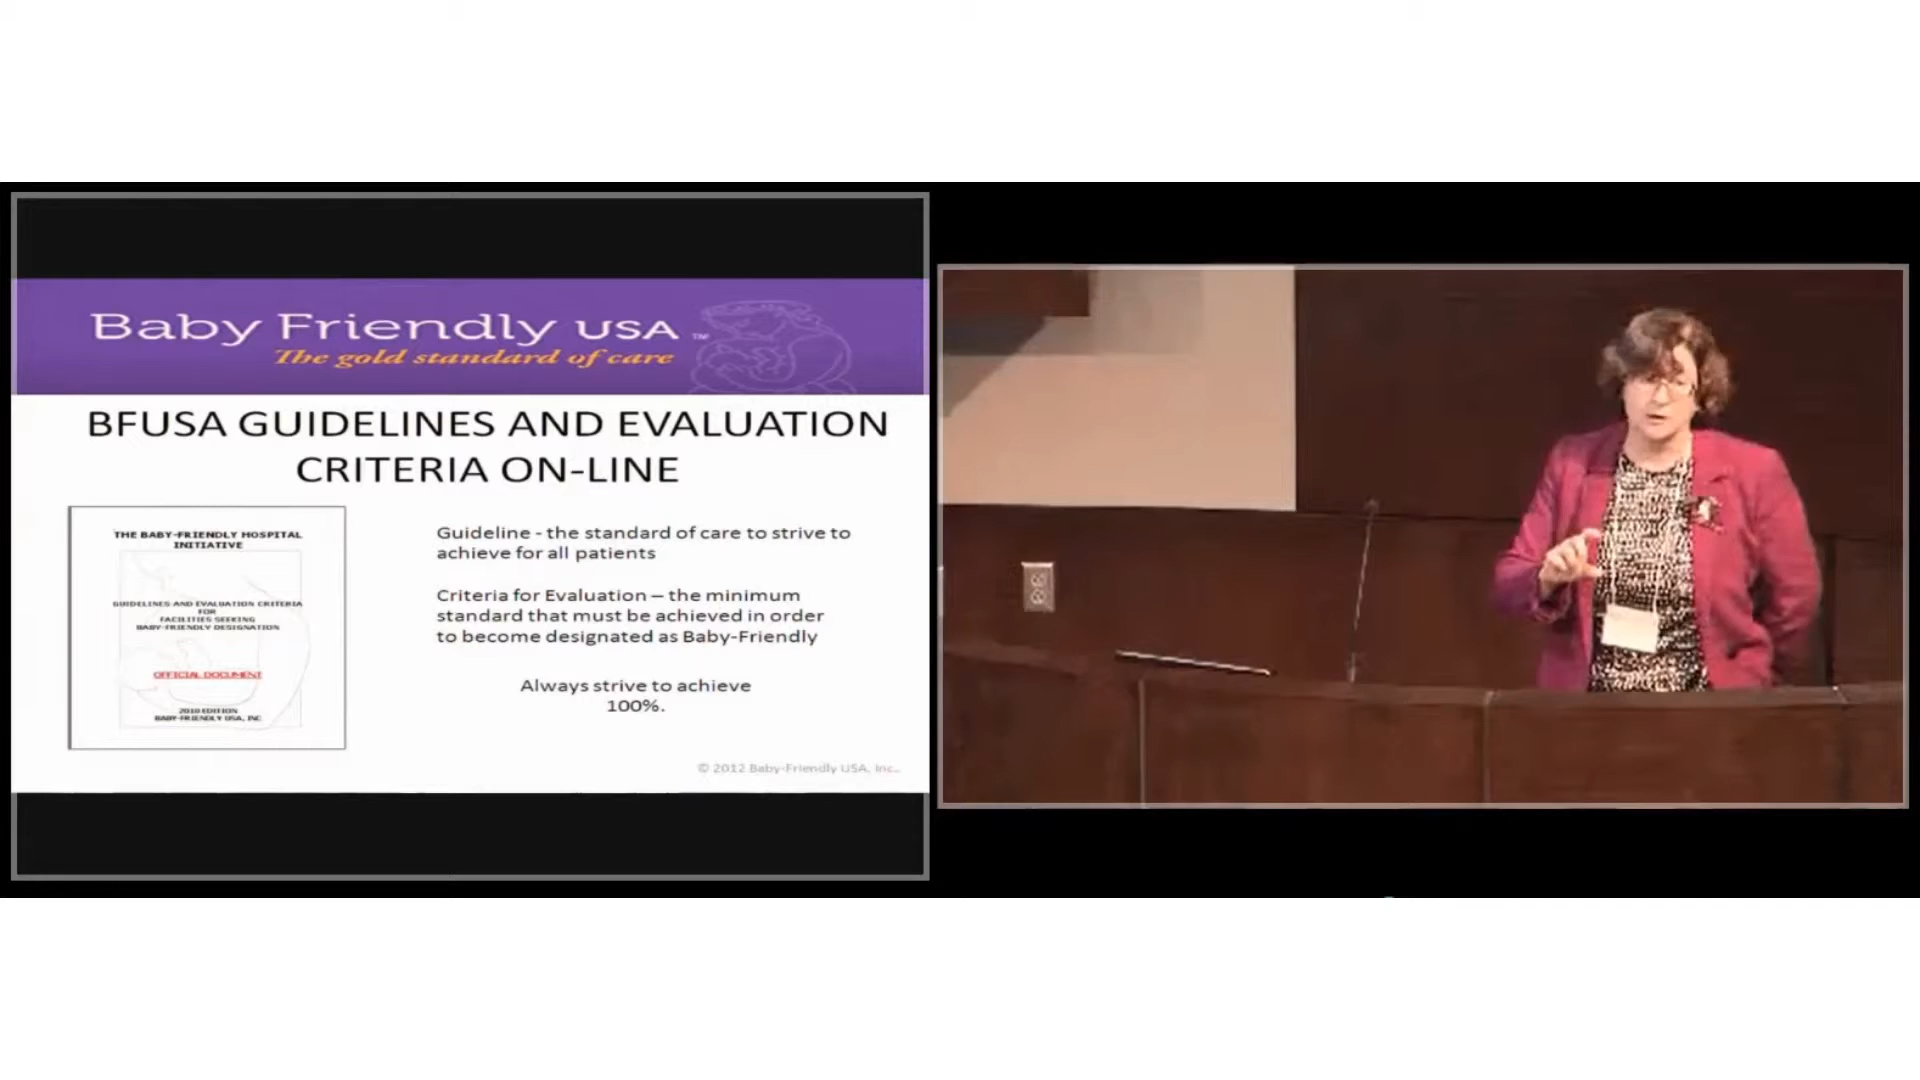 Baby Friendly USA ™
The gold standard of care
BFUSA GUIDELINES AND EVALUATION
CRITERIA ON-LINE
THE BABY-FRIENDLY HOSPITAL
INITIATIVE
GUIDELINES AND EVALUATION CRITERIA
FOR
FACILITIES SEEKING
BABY-FRIENDLY DESIGNATION
OFFICIAL DOCUMENT
2010 EDITION
BABY-FRIENDLY USA, INC
Guideline - the standard of care to strive to
achieve for all patients
Criteria for Evaluation – the minimum
standard that must be achieved in order
to become designated as Baby-Friendly
Always strive to achieve
100%.
© 2012 Baby-Friendly USA, Inc..